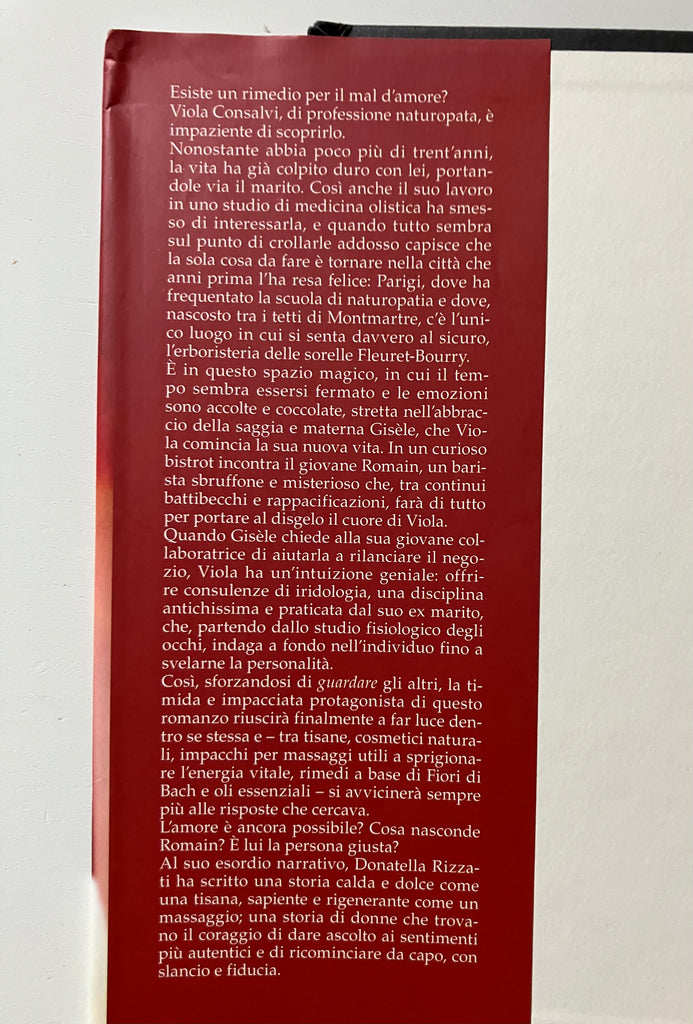 Esiste un rimedio per il mal d'amore?
Viola Consalvi, di professione naturopata, è
impaziente di scoprirlo.
Nonostante abbia poco più di trent'anni,
la vita ha già colpito duro con lei, portan-
dole via il marito. Così anche il suo lavoro
in uno studio di medicina olistica ha smes-
so di interessarla, e quando tutto sembra
sul punto di crollarle addosso capisce che
la sola cosa da fare è tornare nella città che
anni prima l'ha resa felice: Parigi, dove ha
frequentato la scuola di naturopatia e dove,
nascosto tra i tetti di Montmartre, c'è l'uni-
co luogo in cui si senta davvero al sicuro,
l'erboristeria delle sorelle Fleuret-Bourry.
È in questo spazio magico, in cui il tem-
po sembra essersi fermato e le emozioni
sono accolte e coccolate, stretta nell'abbrac-
cio della saggia e materna Gisèle, che Vio-
la comincia la sua nuova vita. In un curioso
bistrot incontra il giovane Romain, un bari-
sta sbruffone e misterioso che, tra continui
battibecchi e rappacificazioni, farà di tutto
per portare al disgelo il cuore di Viola.
Quando Gisèle chiede alla sua giovane col-
laboratrice di aiutarla a rilanciare il nego-
zio, Viola ha un'intuizione geniale: offri-
re consulenze di iridologia, una disciplina
antichissima e praticata dal suo ex marito,
che, partendo dallo studio fisiologico degli
occhi, indaga a fondo nell'individuo fino a
svelarne la personalità.
Così, sforzandosi di guardare gli altri, la ti-
mida e impacciata protagonista di questo
romanzo riuscirà finalmente a far luce den-
tro se stessa e – tra tisane, cosmetici natura-
li, impacchi per massaggi utili a sprigiona-
re l'energia vitale, rimedi a base di Fiori di
Bach e oli essenziali – si avvicinerà sempre
più alle risposte che cercava.
L'amore è ancora possibile? Cosa nasconde
Romain? È lui la persona giusta?
Al suo esordio narrativo, Donatella Rizza-
ti ha scritto una storia calda e dolce come
una tisana, sapiente e rigenerante come un
massaggio; una storia di donne che trova-
no il coraggio di dare ascolto ai sentimenti
più autentici e di ricominciare da capo, con
slancio e fiducia.